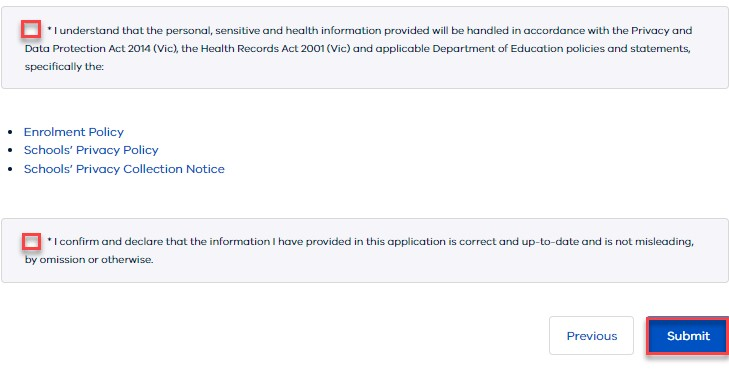 * I understand that the personal, sensitive and health information provided will be handled in accordance with the Privacy and
Data Protection Act 2014 (Vic), the Health Records Act 2001 (Vic) and applicable Department of Education policies and statements,
specifically the:
• Enrolment Policy
• Schools' Privacy Policy
• Schools' Privacy Collection Notice
* I confirm and declare that the information I have provided in this application is correct and up-to-date and is not misleading,
by omission or otherwise.
Previous Submit